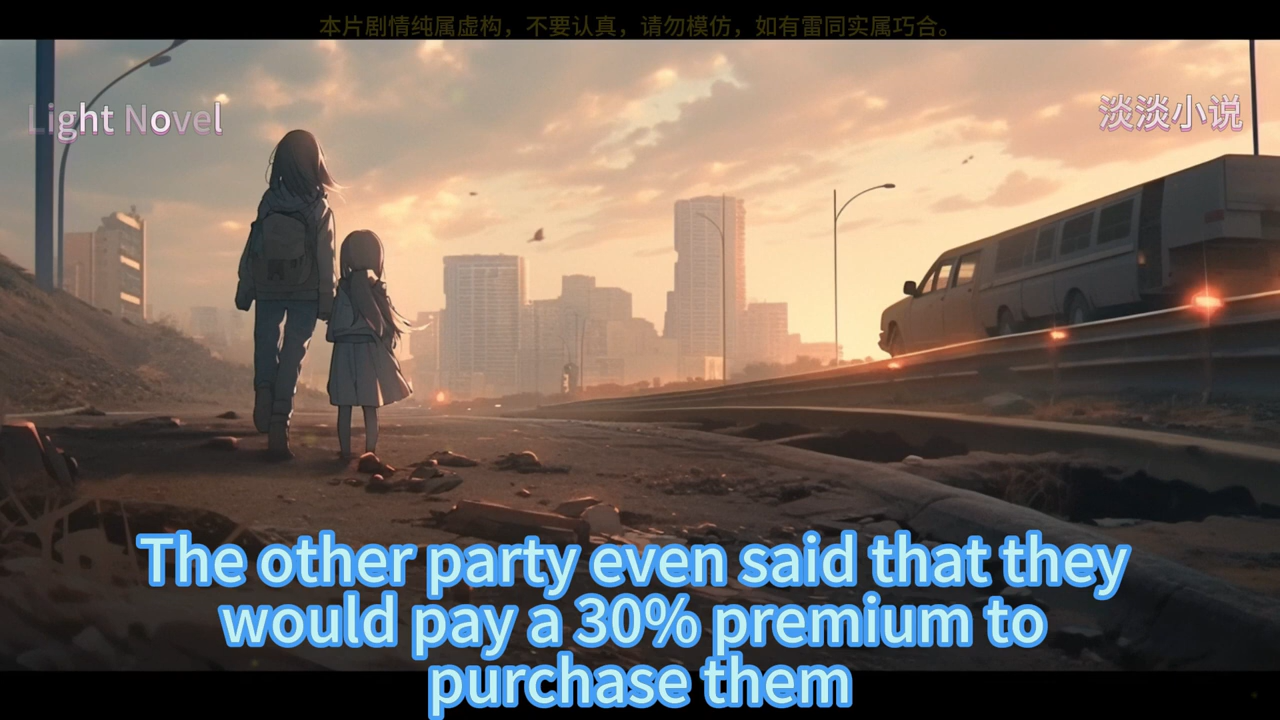 本片剧情纯属虚构，不要认真，请勿模仿，如有雷同实属巧合。
Light Novel
淡淡小说
The other party even said that they
would pay a 30% premium to
purchase them